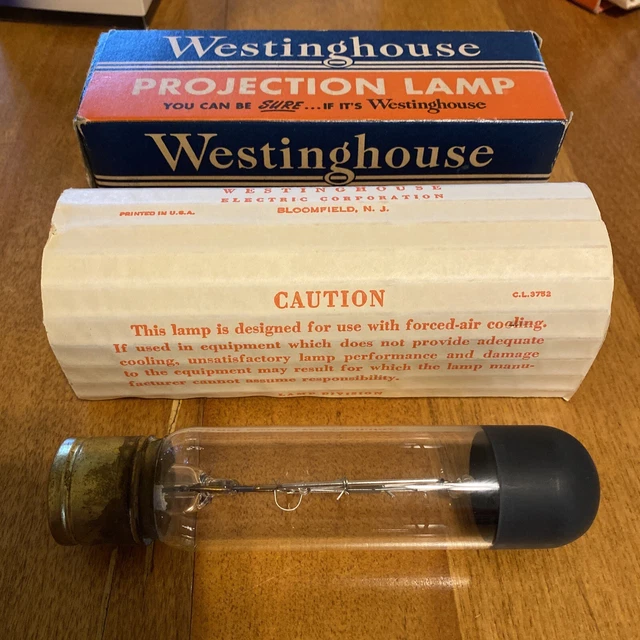 Westinghouse
PROJECTION LAMP
YOU CAN BE SURE...IF IT'S Westinghouse
Westinghouse
WESTINGHOUSE
ELECTRIC CORPORATION
PRINTED IN U.S.A. BLOOMFIELD, N. J.
CAUTION C.L.3752
This lamp is designed for use with forced-air cooling.
If used in equipment which does not provide adequate
cooling, unsatisfactory lamp performance and damage
to the equipment may result for which the lamp manu-
facturer cannot assume responsibility.
LAMP DIVISION